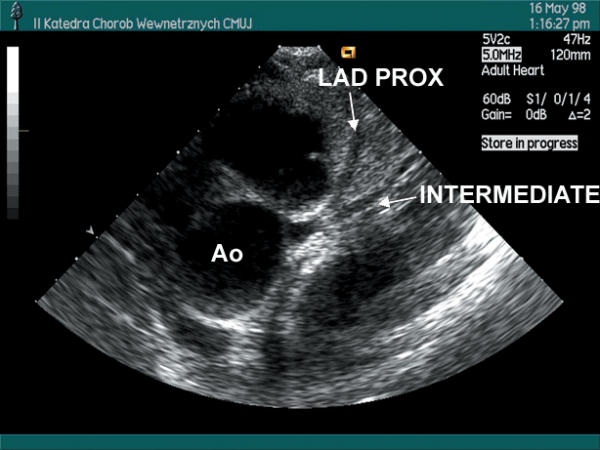 II Katedra Chorob Wewnetrznych CMUJ
16 May 98
1:16:27 pm
5V2c 47Hz
5.0MHz 120mm
Adult Heart
60dB S1/ 0/1/ 4
Gain= 0dB Δ=2
Store in progress
LAD PROX
INTERMEDIATE
Ao